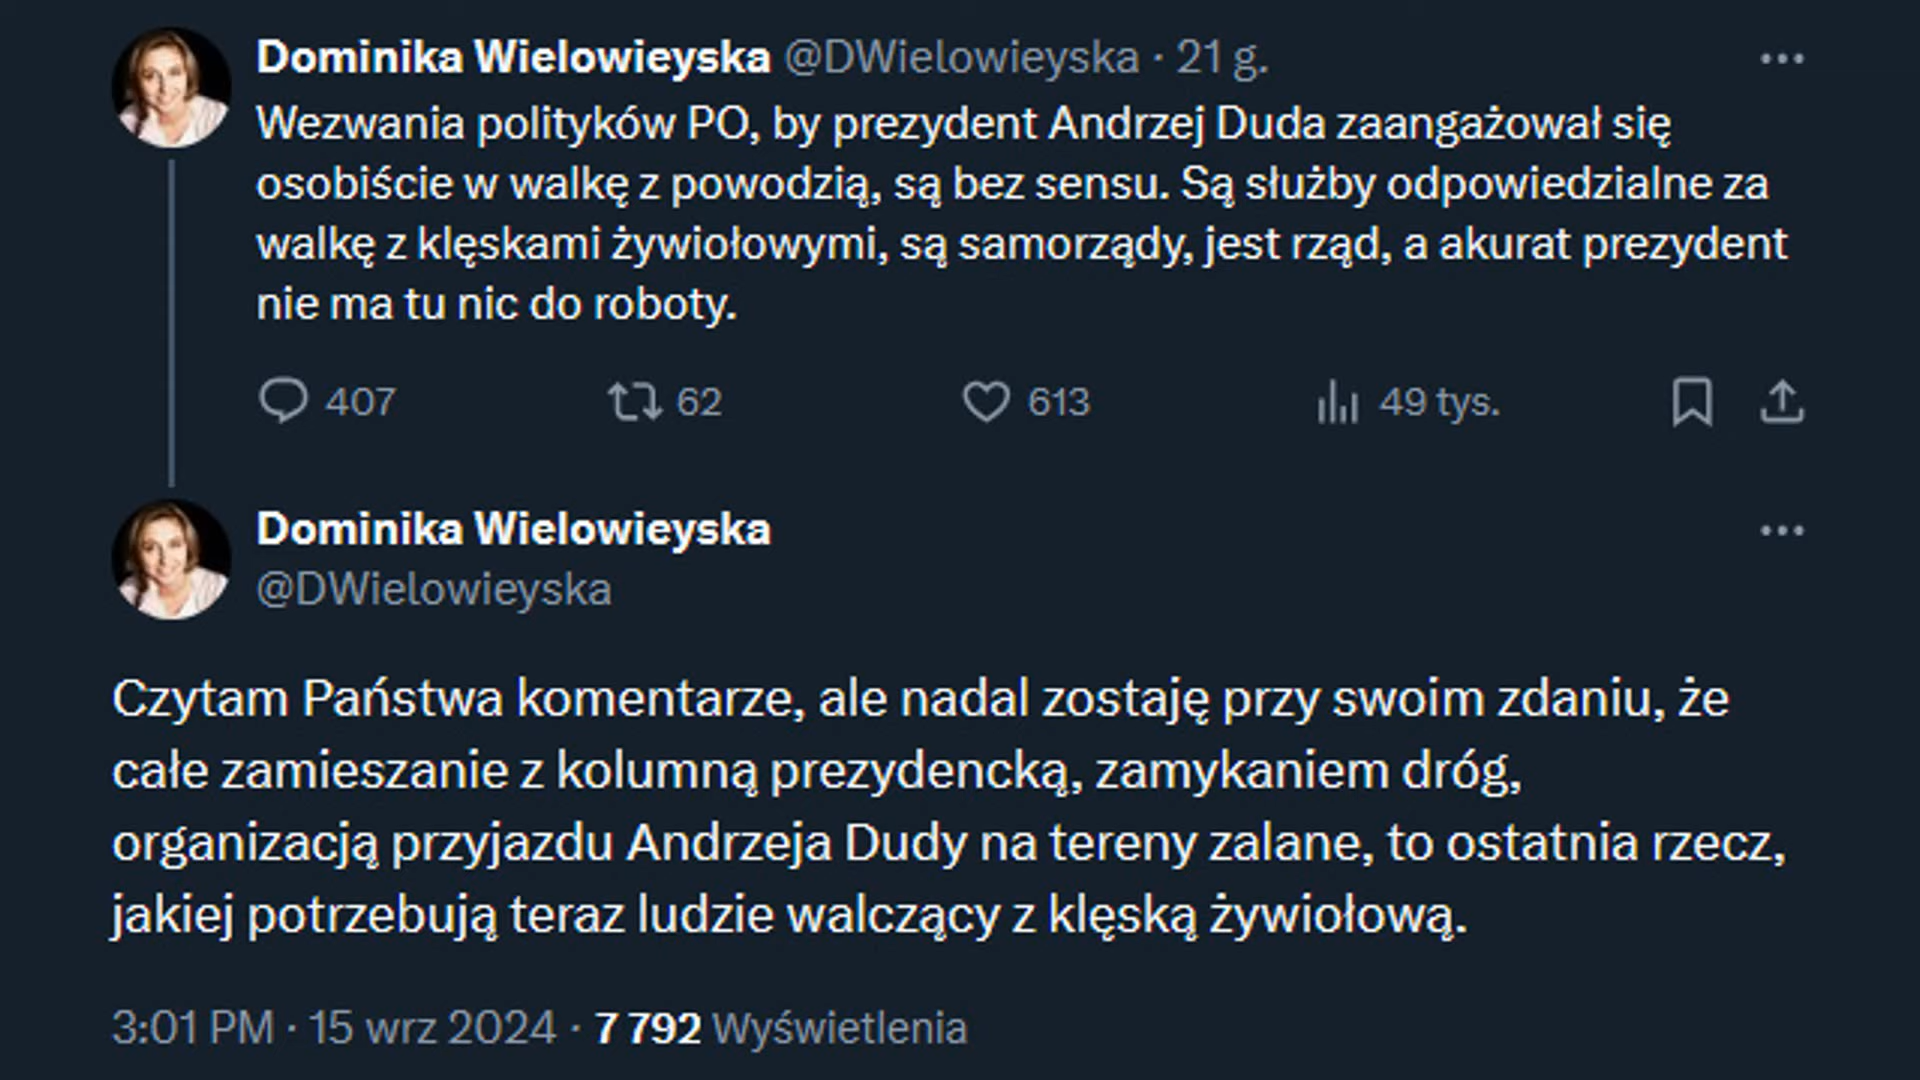 Dominika Wielowieyska @DWielowieyska · 21 g.
Wezwania polityków PO, by prezydent Andrzej Duda zaangażował się
osobiście w walkę z powodzią, są bez sensu. Są służby odpowiedzialne za
walkę z klęskami żywiołowymi, są samorządy, jest rząd, a akurat prezydent
nie ma tu nic do roboty.
407 62 613 49 tys.
Dominika Wielowieyska
@DWielowieyska
Czytam Państwa komentarze, ale nadal zostaję przy swoim zdaniu, że
całe zamieszanie z kolumną prezydencką, zamykaniem dróg,
organizacją przyjazdu Andrzeja Dudy na tereny zalane, to ostatnia rzecz,
jakiej potrzebują teraz ludzie walczący z klęską żywiołową.
3:01 PM · 15 wrz 2024 · 7 792 Wyświetlenia